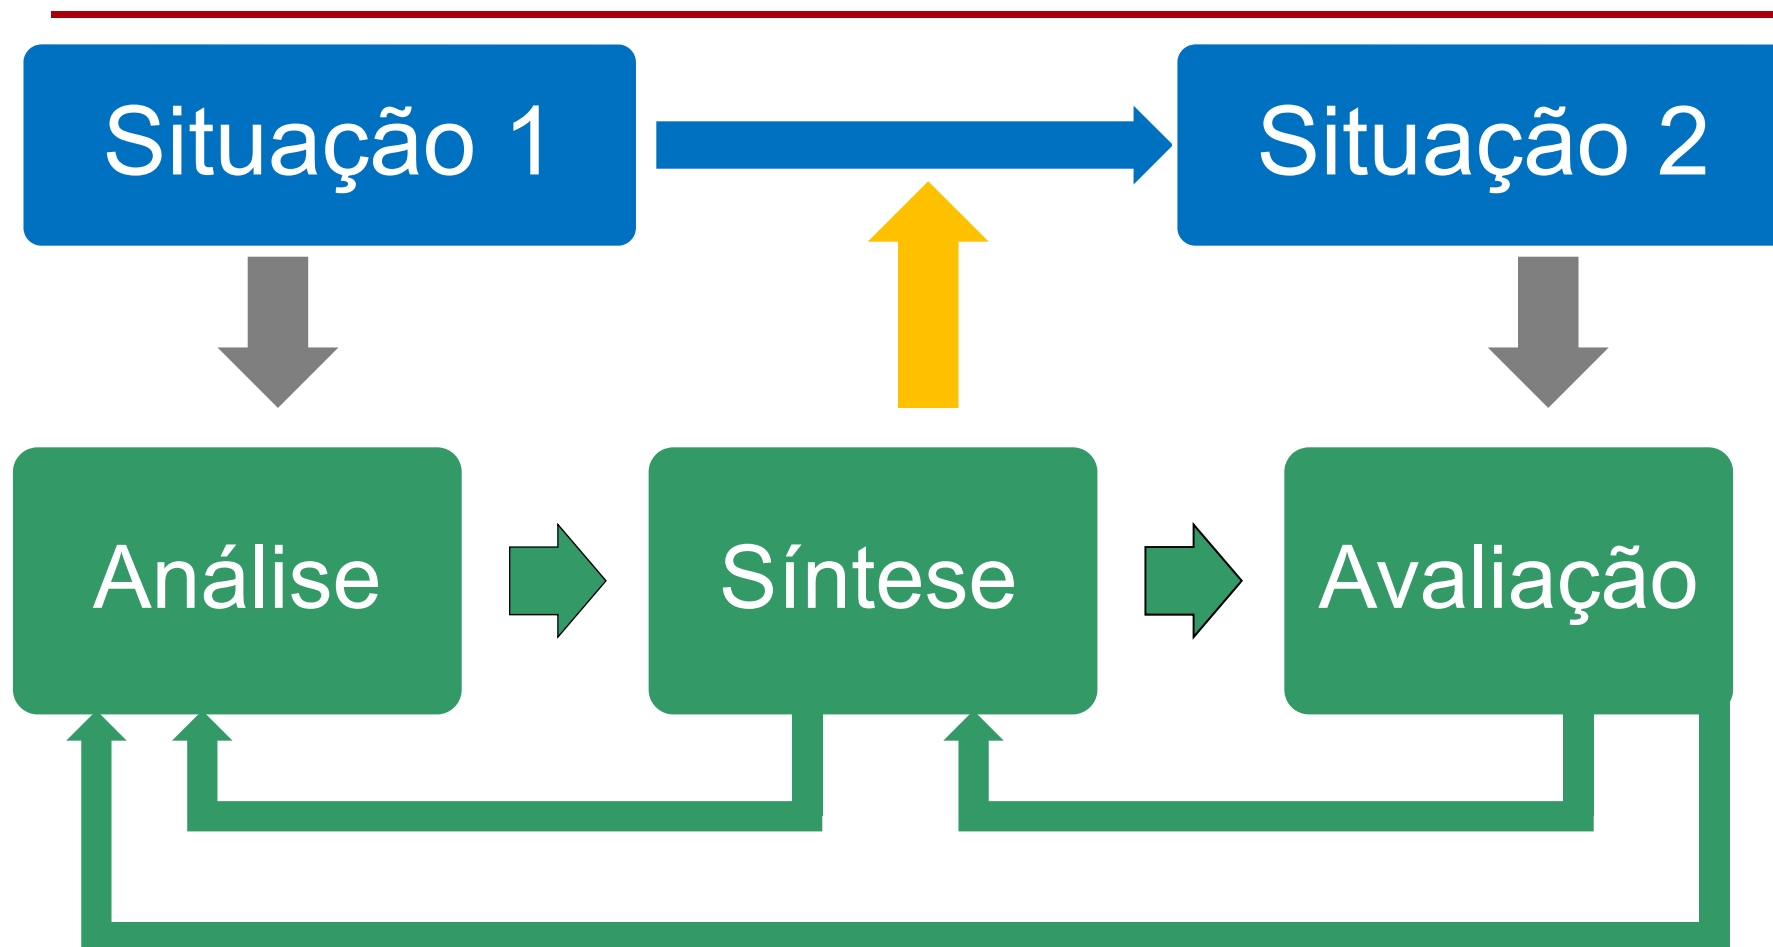 Situação 1
Situação 2
Análise
Síntese
Avaliação